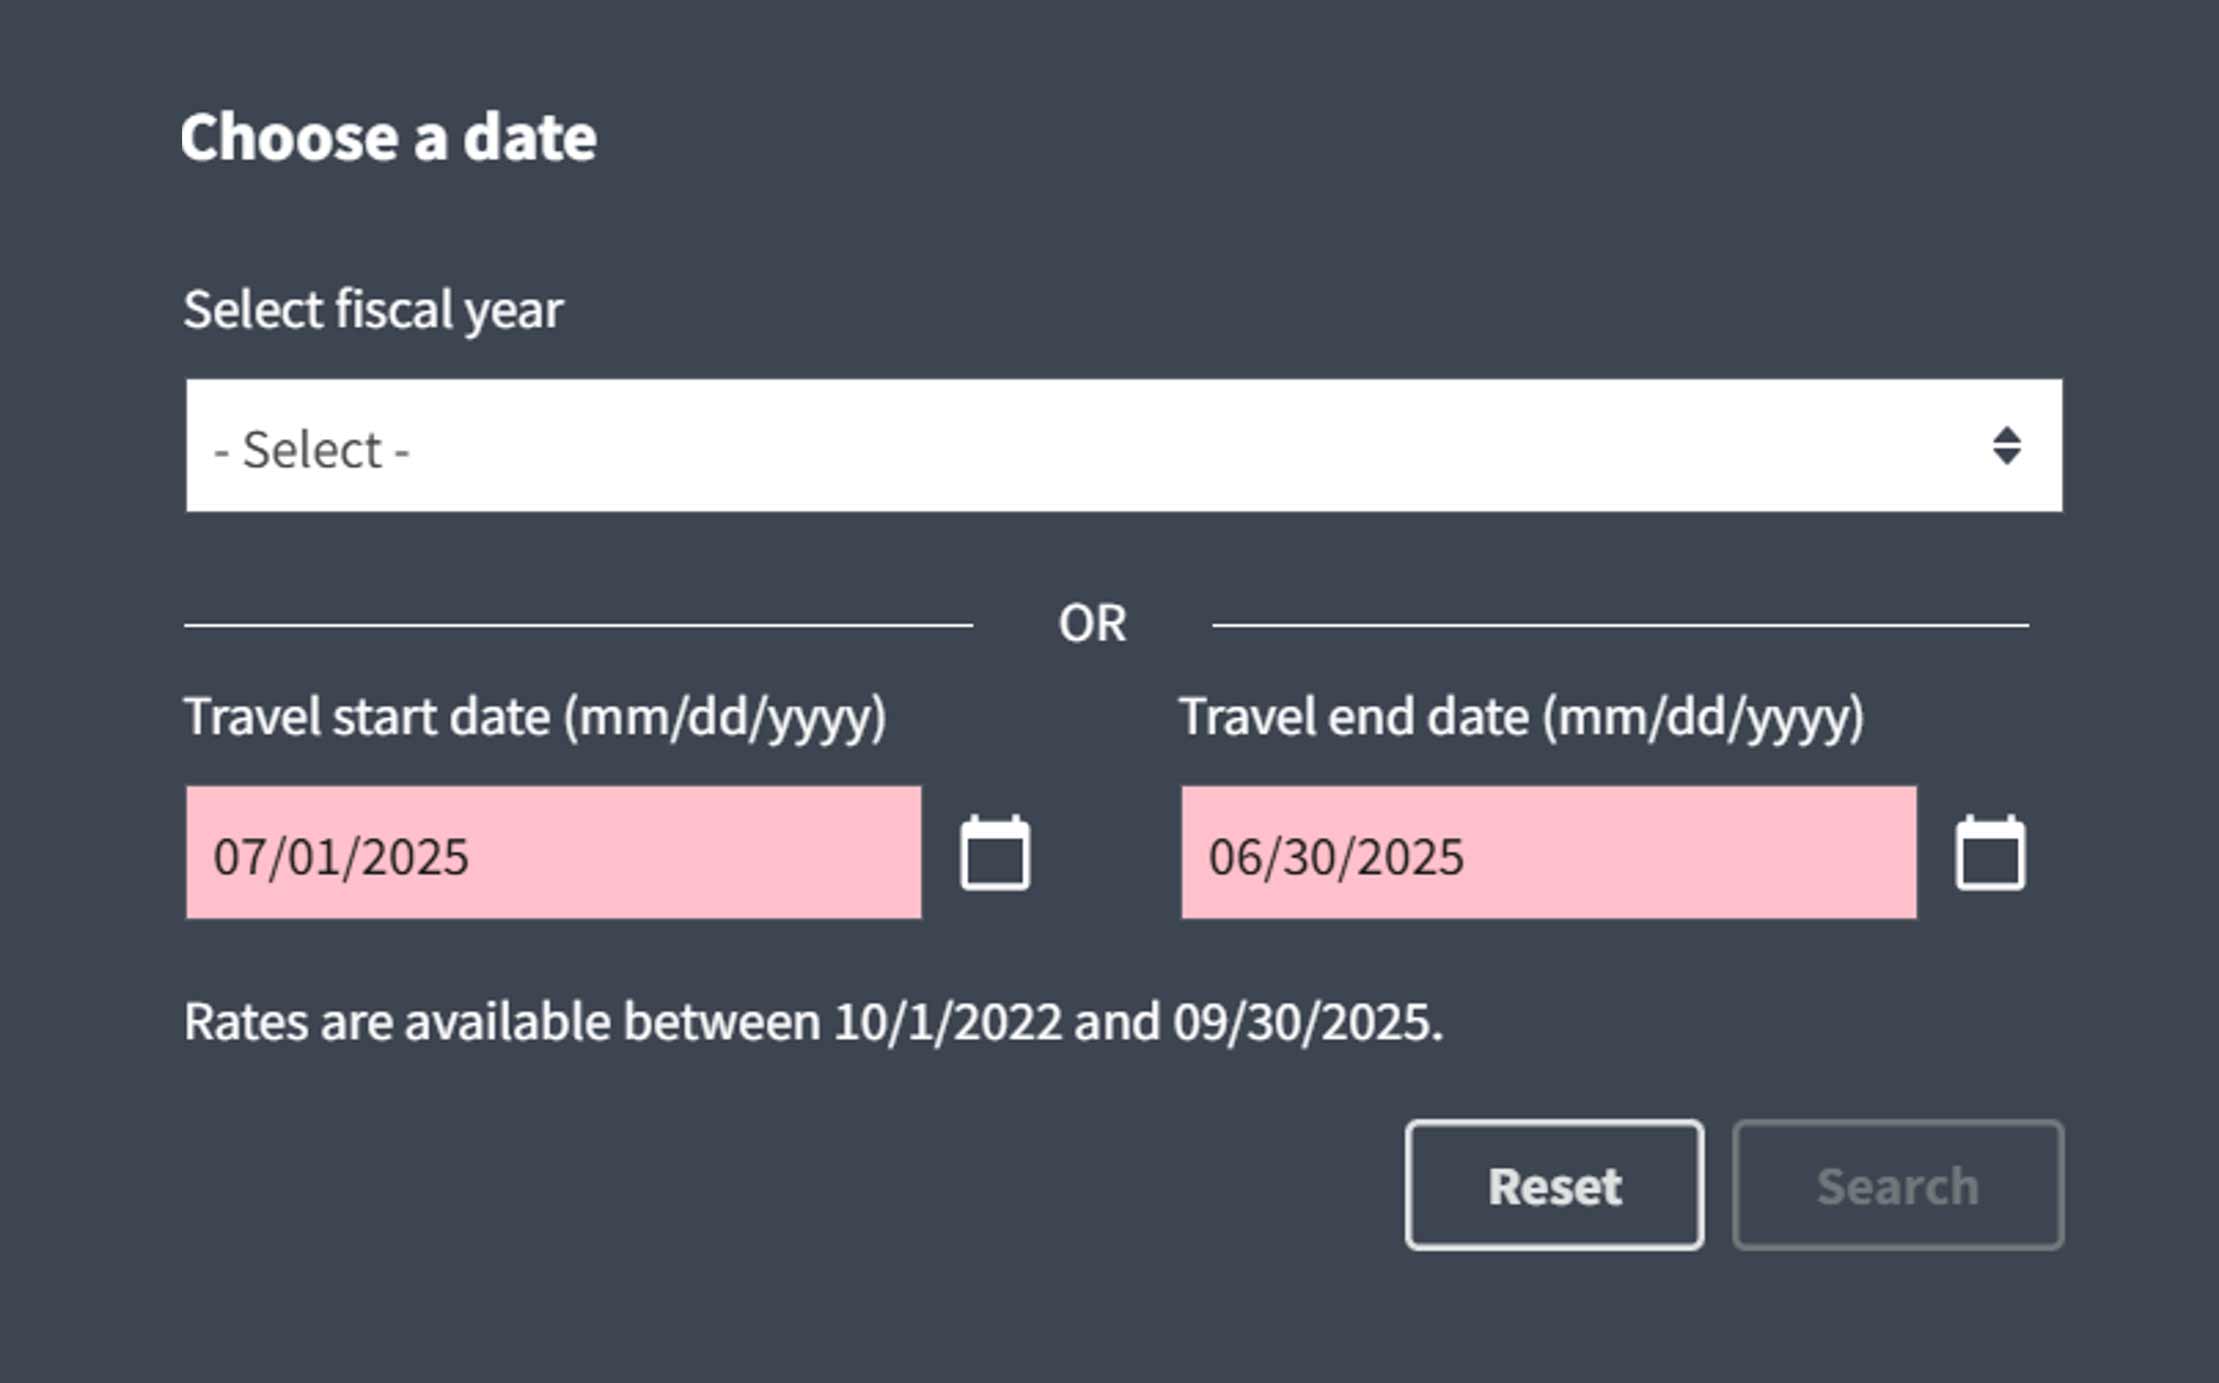 Choose a date
Select fiscal year
- Select -
OR
Travel start date (mm/dd/yyyy)
Travel end date (mm/dd/yyyy)
07/01/2025
06/30/2025
Rates are available between 10/1/2022 and 09/30/2025.
Reset
Search